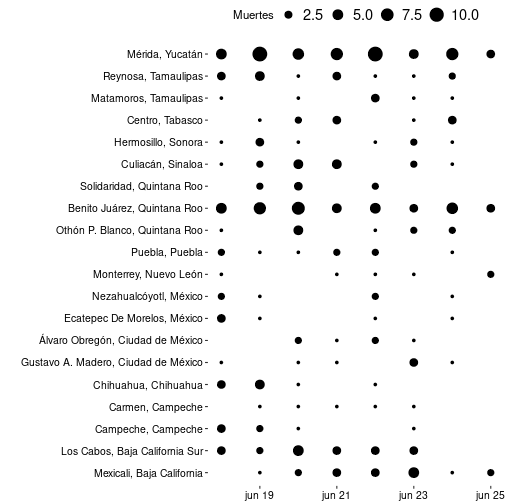 Muertes 2.5 5.0 7.5 10.0
Mérida, Yucatán
Reynosa, Tamaulipas
Matamoros, Tamaulipas
Centro, Tabasco
Hermosillo, Sonora
Culiacán, Sinaloa
Solidaridad, Quintana Roo
Benito Juárez, Quintana Roo
Othón P. Blanco, Quintana Roo
Puebla, Puebla
Monterrey, Nuevo León
Nezahualcóyotl, México
Ecatepec De Morelos, México
Álvaro Obregón, Ciudad de México
Gustavo A. Madero, Ciudad de México
Chihuahua, Chihuahua
Carmen, Campeche
Campeche, Campeche
Los Cabos, Baja California Sur
Mexicali, Baja California
jun 19 jun 21 jun 23 jun 25